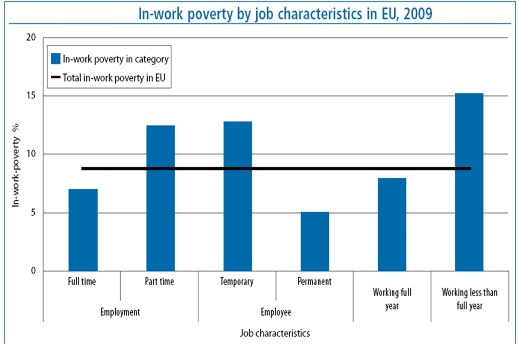 In-work poverty by job characteristics in EU, 2009
20
In-work poverty in category
Total in-work poverty in EU
15
10
5
0
In-work-poverty %
Full time
Part time
Temporary
Permanent
Working full
year
Working less than
full year
Employment
Employee
Job characteristics